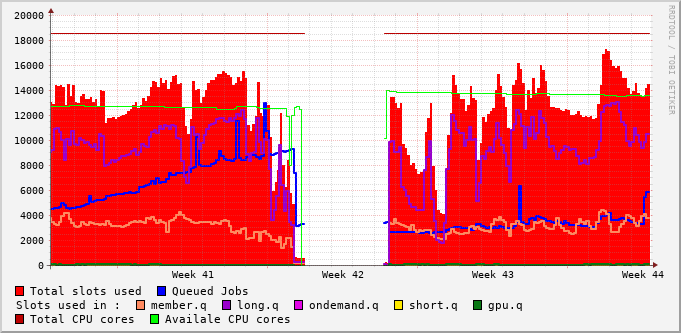 20000
18000
16000
14000
12000
10000
8000
6000
4000
2000
0
Week 41 Week 42 Week 43 Week 44
Total slots used Queued Jobs
Slots used in : member.q long.q ondemand.q short.q gpu.q
Total CPU cores Availale CPU cores
RRDTOOL / TOBI OETIKER